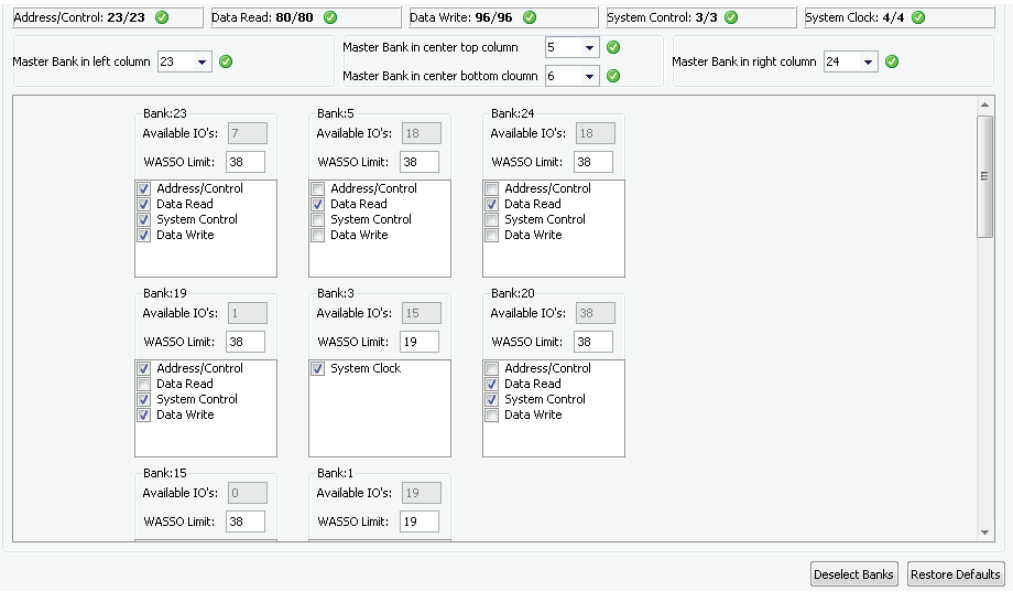 Address/Control: 23/23 Data Read: 80/80 Data Write: 96/96 System Control: 3/3 System Clock: 4/4
Master Bank in left column 23
Master Bank in center top column 5
Master Bank in center bottom cloumn 6
Master Bank in right column 24
Bank:23
Available IO's: 7
WASSO Limit: 38
Address/Control
Data Read
System Control
Data Write
Bank:5
Available IO's: 18
WASSO Limit: 38
Address/Control
Data Read
System Control
Data Write
Bank:24
Available IO's: 18
WASSO Limit: 38
Address/Control
Data Read
System Control
Data Write
Bank:19
Available IO's: 1
WASSO Limit: 38
Address/Control
Data Read
System Control
Data Write
Bank:3
Available IO's: 15
WASSO Limit: 19
System Clock
Bank:20
Available IO's: 38
WASSO Limit: 38
Address/Control
Data Read
System Control
Data Write
Bank:15
Available IO's: 0
WASSO Limit: 38
Bank:1
Available IO's: 19
WASSO Limit: 19
Deselect Banks
Restore Defaults